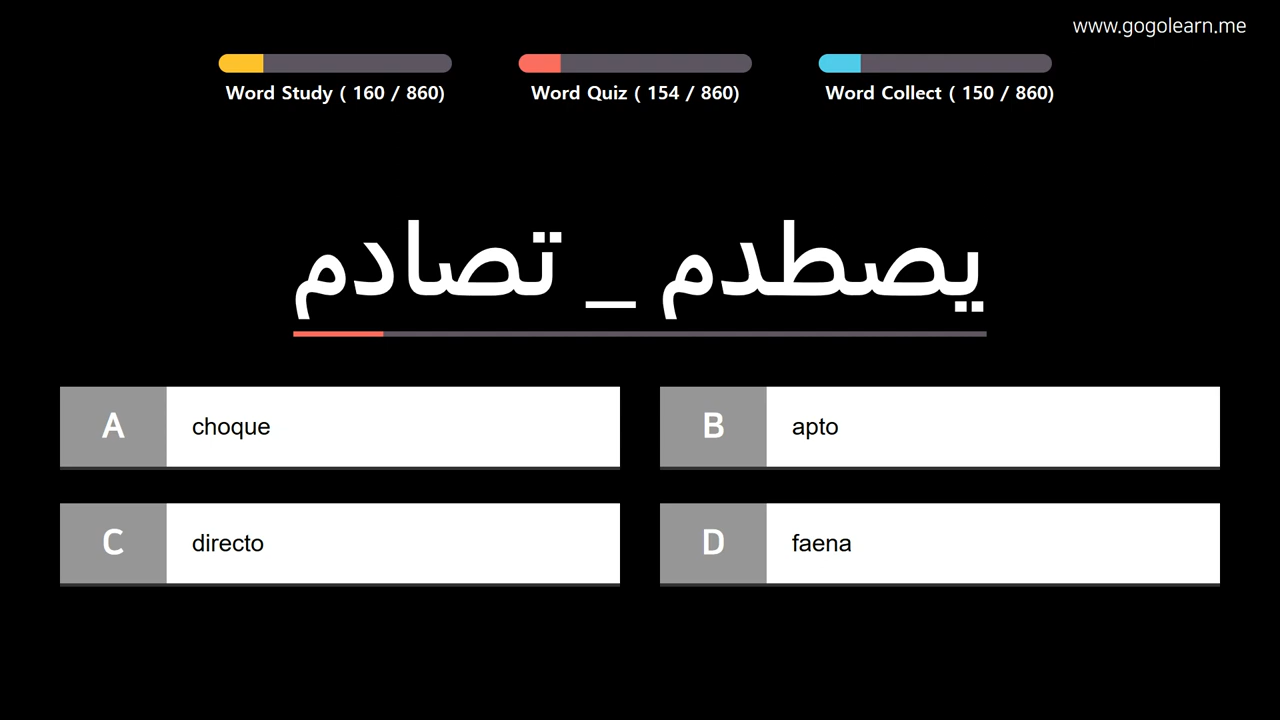 www.gogolearn.me
Word Study ( 160 / 860)
Word Quiz ( 154 / 860)
Word Collect ( 150 / 860)
يصطدم _ تصادم
A choque
B apto
C directo
D faena